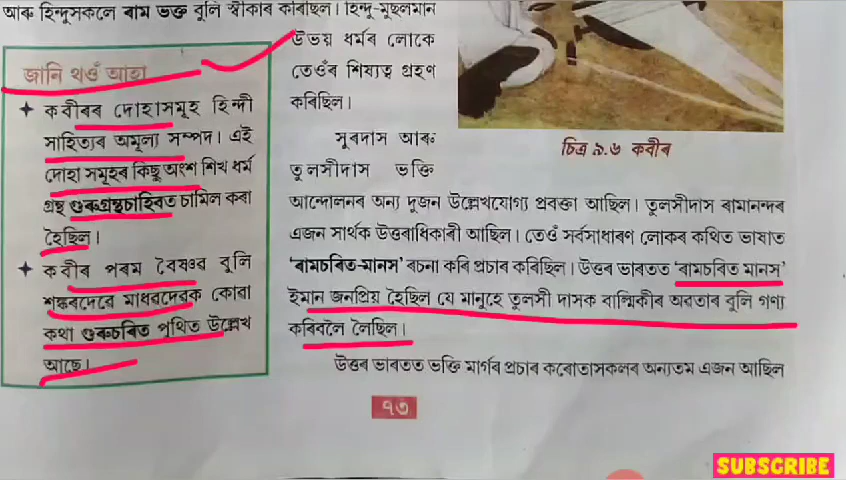 আৰু হিন্দুসকলে ৰাম ভক্ত বুলি স্বীকাৰ কৰিছিল। হিন্দু-মুছলমান
উভয় ধৰ্মৰ লোকে
তেওঁৰ শিষ্যত্ব গ্ৰহণ
কৰিছিল।
জানি থওঁ আহা
✦ কবীৰৰ দোহাসমূহ হিন্দী
সাহিত্যৰ অমূল্য সম্পদ। এই
দোহা সমূহৰ কিছু অংশ শিখ ধৰ্ম
গ্ৰন্থ গুৰুগ্ৰন্থচাহিবত চামিল কৰা
হৈছিল।
✦ কবীৰ পৰম বৈষ্ণৱ বুলি
শঙ্কৰদেৱে মাধৱদেৱক কোৱা
কথা গুৰুচৰিত পুথিত উল্লেখ
আছে।
চিত্ৰ ৯.৬ কবীৰ
সুৰদাস আৰু
তুলসীদাস ভক্তি
আন্দোলনৰ অন্য দুজন উল্লেখযোগ্য প্ৰবক্তা আছিল। তুলসীদাস ৰামানন্দৰ
এজন সাৰ্থক উত্তৰাধিকাৰী আছিল। তেওঁ সৰ্বসাধাৰণ লোকৰ কথিত ভাষাত
‘ৰামচৰিত-মানস’ ৰচনা কৰি প্ৰচাৰ কৰিছিল। উত্তৰ ভাৰতত ‘ৰামচৰিত মানস’
ইমান জনপ্ৰিয় হৈছিল যে মানুহে তুলসী দাসক বাল্মিকীৰ অৱতাৰ বুলি গণ্য
কৰিবলৈ লৈছিল।
উত্তৰ ভাৰতত ভক্তি মাৰ্গৰ প্ৰচাৰ কৰোতাসকলৰ অন্যতম এজন আছিল
৭৩
SUBSCRIBE